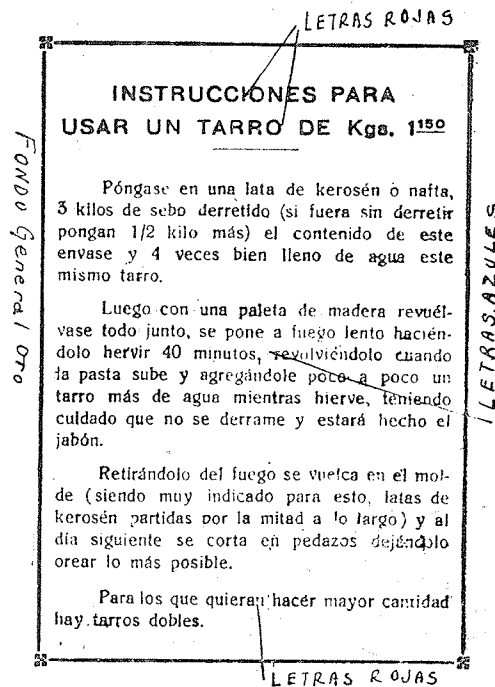 LETRAS ROJAS
INSTRUCCIONES PARA
USAR UN TARRO DE Kgs. 1150
FONDO General Oro
Póngase en una lata de kerosén o nafta,
3 kilos de sebo derretido (si fuera sin derretir
pongan 1/2 kilo más) el contenido de este
envase y 4 veces bien lleno de agua este
mismo tarro.
Luego con una paleta de madera revuél-
vase todo junto, se pone a fuego lento hacién-
dolo hervir 40 minutos, revolviéndolo cuando
la pasta sube y agregándole poco a poco un
tarro más de agua mientras hierve, teniendo
cuidado que no se derrame y estará hecho el
jabón.
LETRAS AZULES
Retirándolo del fuego se vuelca en el mol-
de (siendo muy indicado para esto, latas de
kerosén partidas por la mitad a lo largo) y al
día siguiente se corta en pedazos dejándolo
orear lo más posible.
Para los que quieran hacer mayor cantidad
hay tarros dobles.
LETRAS ROJAS